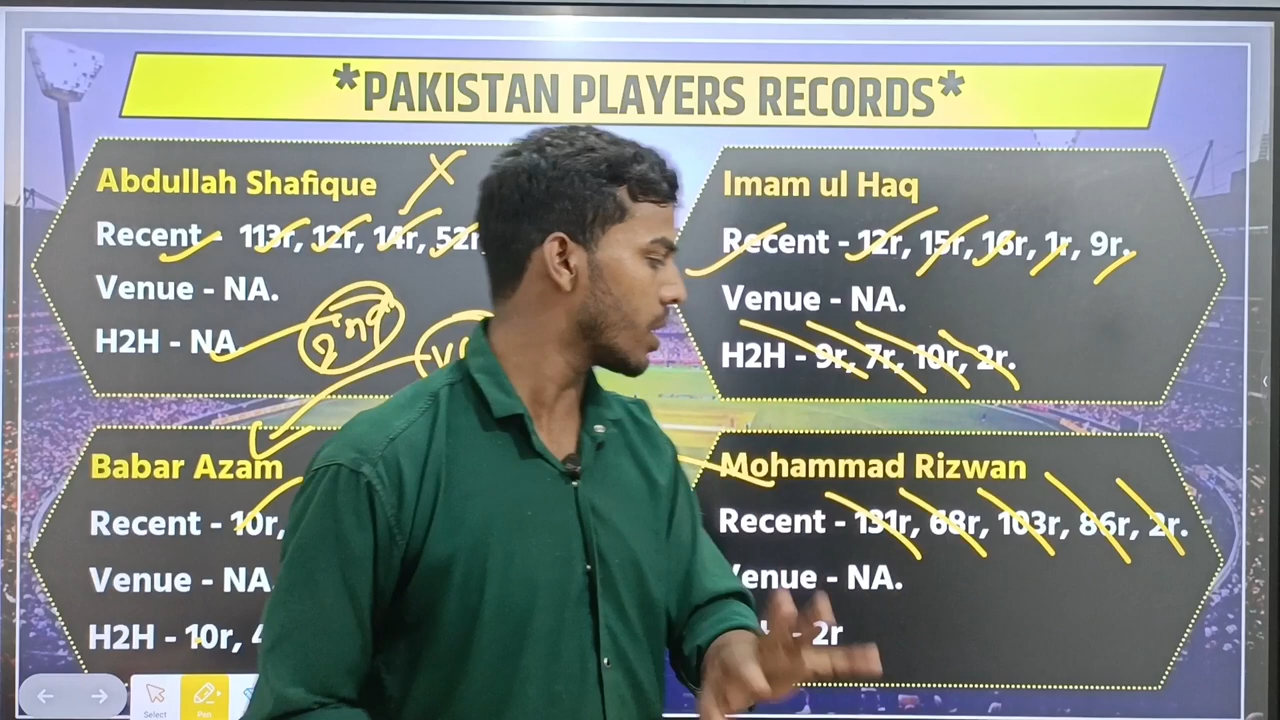 *PAKISTAN PLAYERS RECORDS*
Abdullah Shafique
Recent - 113r, 12r, 14r, 52r
Venue - NA.
H2H - NA
Imam ul Haq
Recent - 12r, 15r, 16r, 1r, 9r.
Venue - NA.
H2H - 9r, 7r, 10r, 2r.
Babar Azam
Recent - 10r,
Venue - NA.
H2H - 10r, 4
Mohammad Rizwan
Recent - 131r, 68r, 103r, 86r, 2r.
Venue - NA.
- 2r
Select
Pen